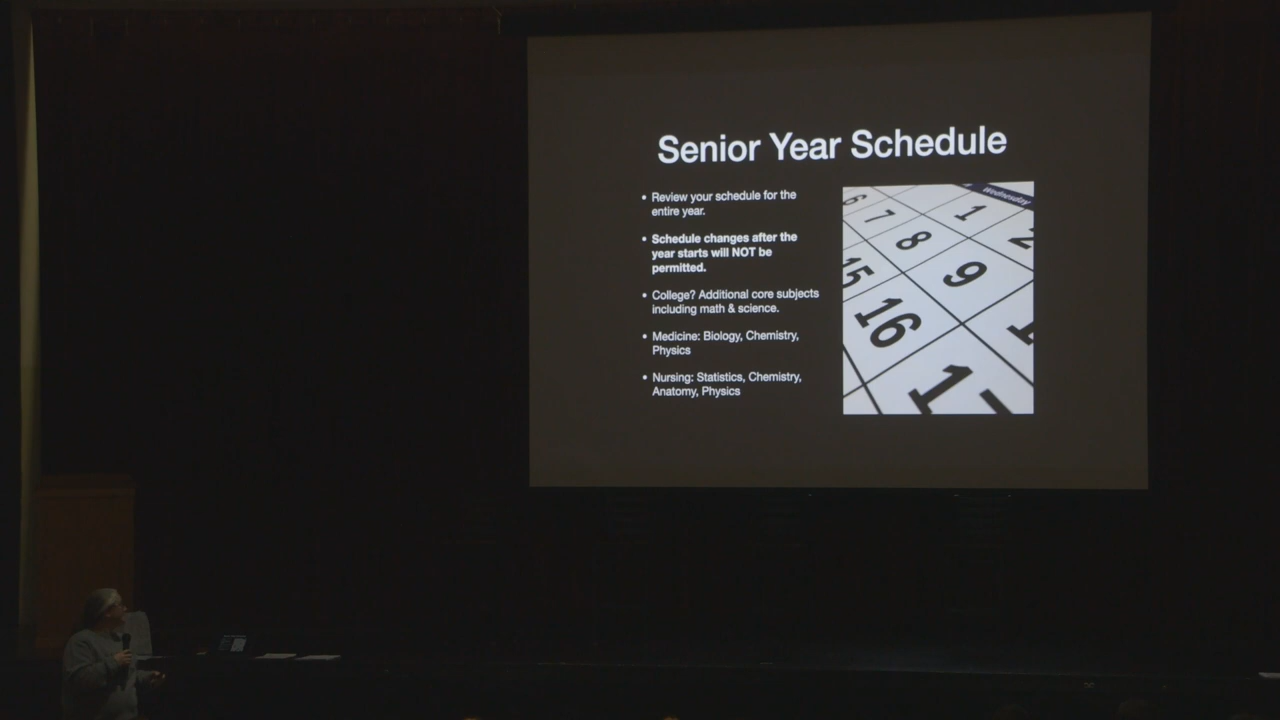 Senior Year Schedule
• Review your schedule for the
entire year.
• Schedule changes after the
year starts will NOT be
permitted.
• College? Additional core subjects
including math & science.
• Medicine: Biology, Chemistry,
Physics
• Nursing: Statistics, Chemistry,
Anatomy, Physics
Wednesday
6 7 1 2
8 9
15 16
17